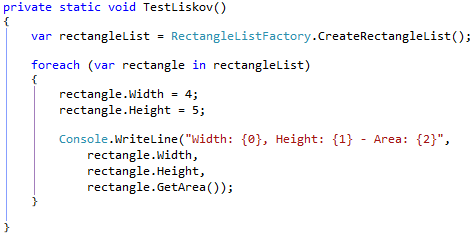 private static void TestLiskov()
{
    var rectangleList = RectangleListFactory.CreateRectangleList();

    foreach (var rectangle in rectangleList)
    {
        rectangle.Width = 4;
        rectangle.Height = 5;

        Console.WriteLine("Width: {0}, Height: {1} - Area: {2}",
            rectangle.Width,
            rectangle.Height,
            rectangle.GetArea());
    }

}